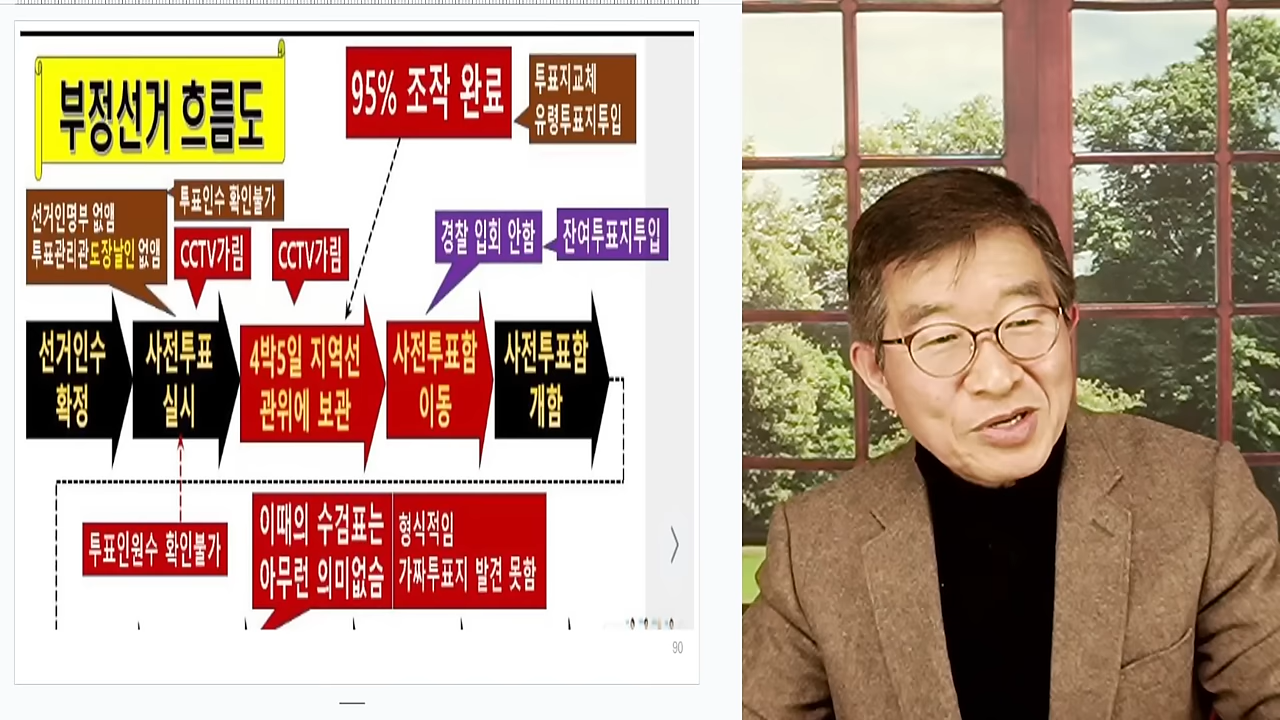 부정선거 흐름도
95% 조작 완료
투표지교체
유령투표지투입
선거인명부 없앰
투표관리관도장날인 없앰
투표인수 확인불가
CCTV가림
CCTV가림
경찰 입회 안함
잔여투표지투입
선거인수
확정
사전투표
실시
4박5일 지역선
관위에 보관
사전투표함
이동
사전투표함
개함
투표인원수 확인불가
이때의 수검표는
아무런 의미없슴
형식적임
가짜투표지 발견 못함
90